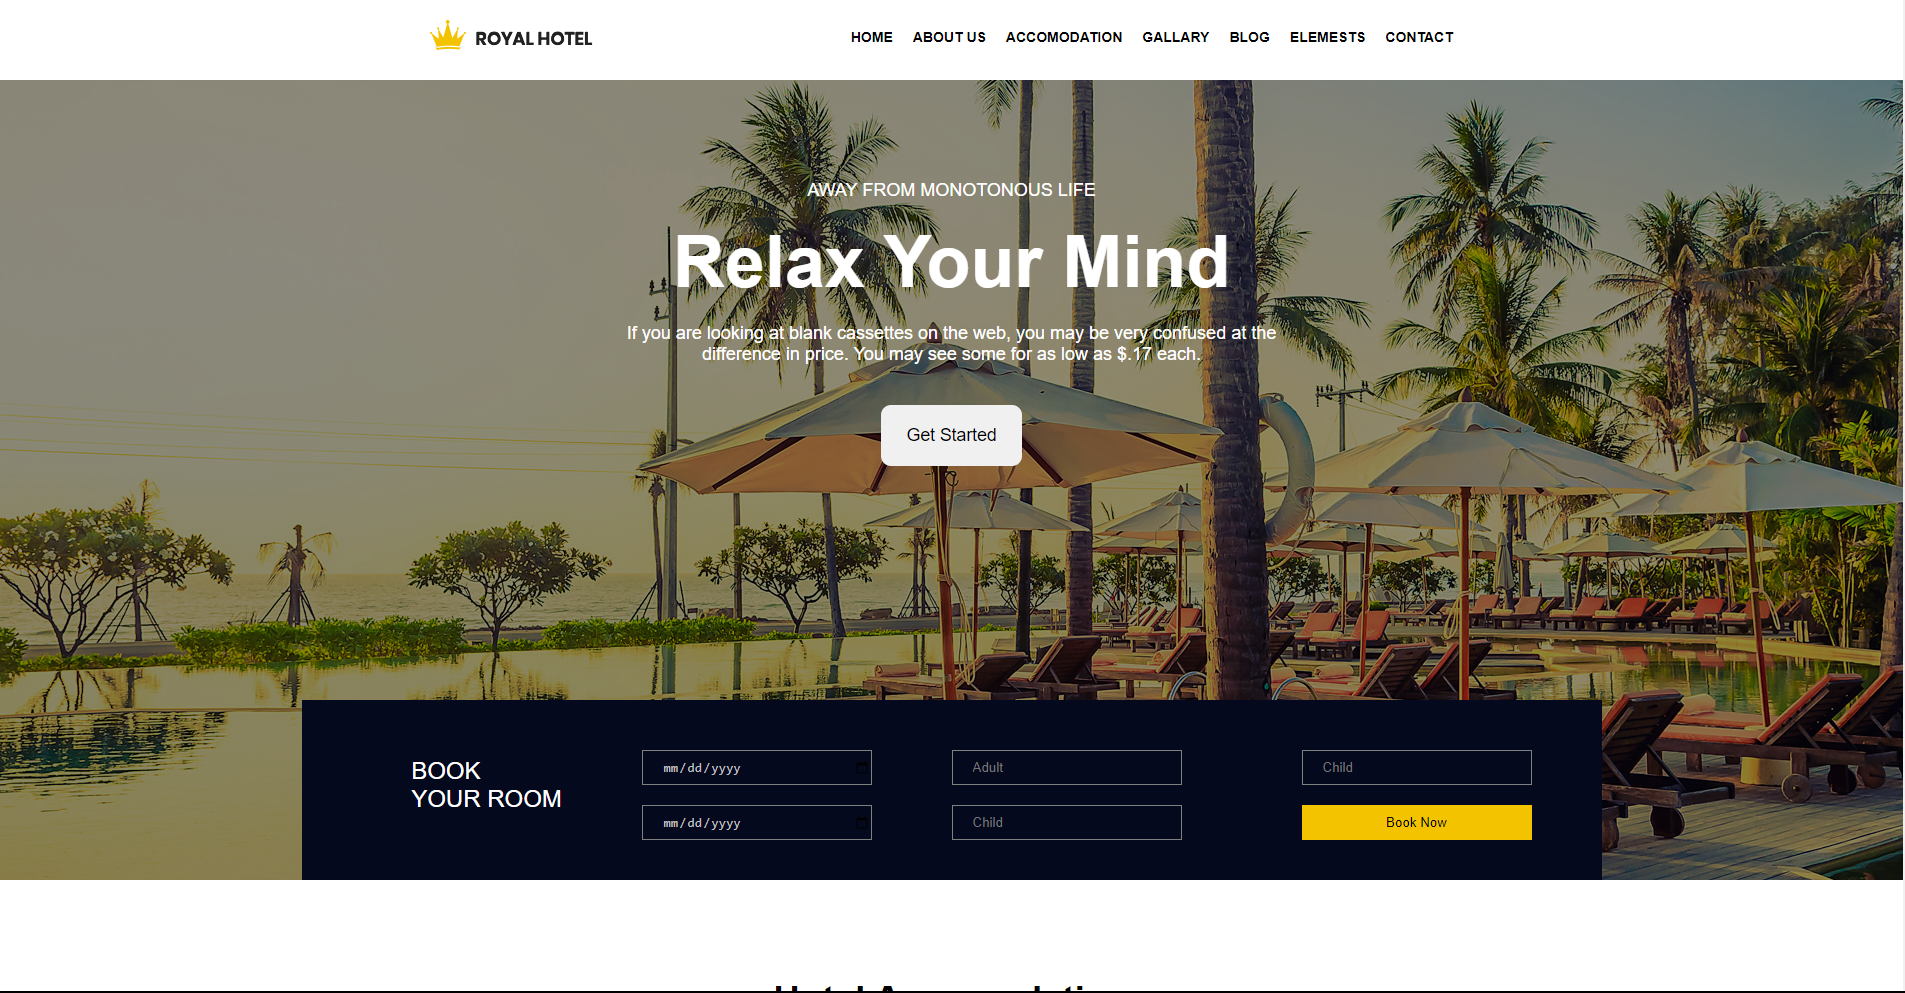 ROYAL HOTEL
HOME ABOUT US ACCOMODATION GALLARY BLOG ELEMESTS CONTACT
AWAY FROM MONOTONOUS LIFE
Relax Your Mind
If you are looking at blank cassettes on the web, you may be very confused at the
difference in price. You may see some for as low as $.17 each.
Get Started
BOOK
YOUR ROOM
mm/dd/yyyy
Adult
Child
mm/dd/yyyy
Child
Book Now